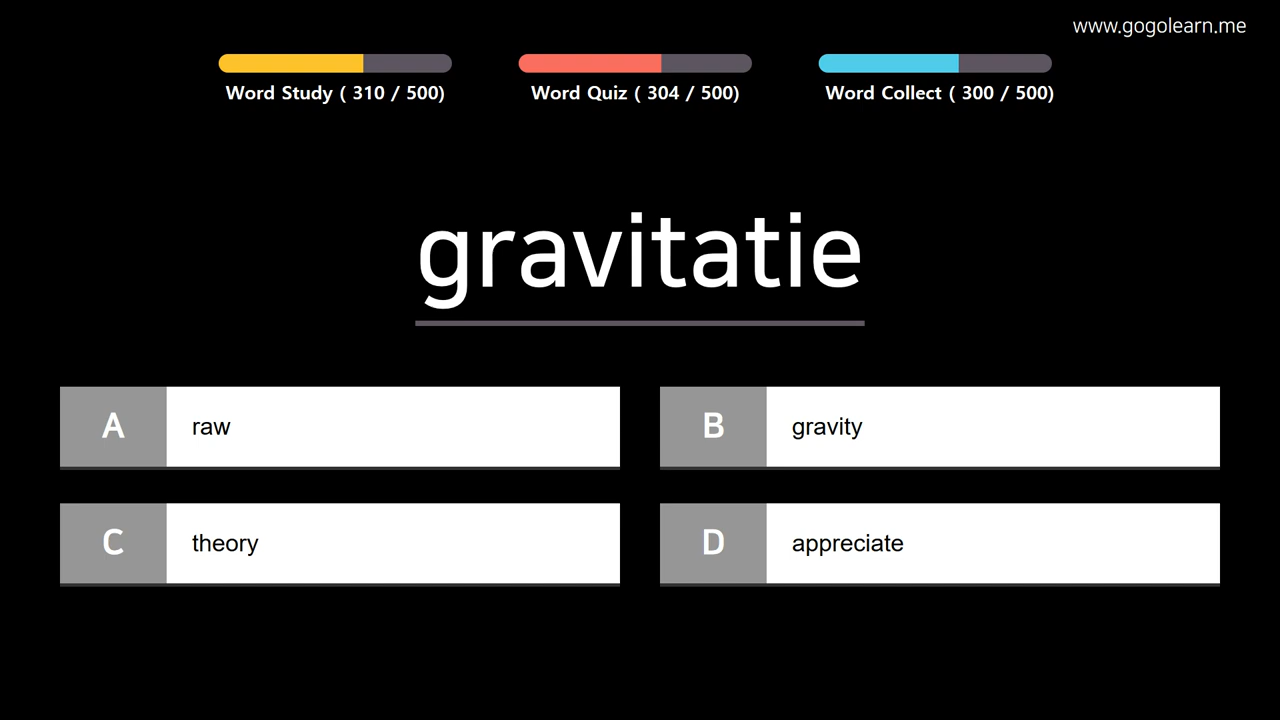 www.gogolearn.me
Word Study ( 310 / 500)
Word Quiz ( 304 / 500)
Word Collect ( 300 / 500)
gravitatie
A
raw
B
gravity
C
theory
D
appreciate